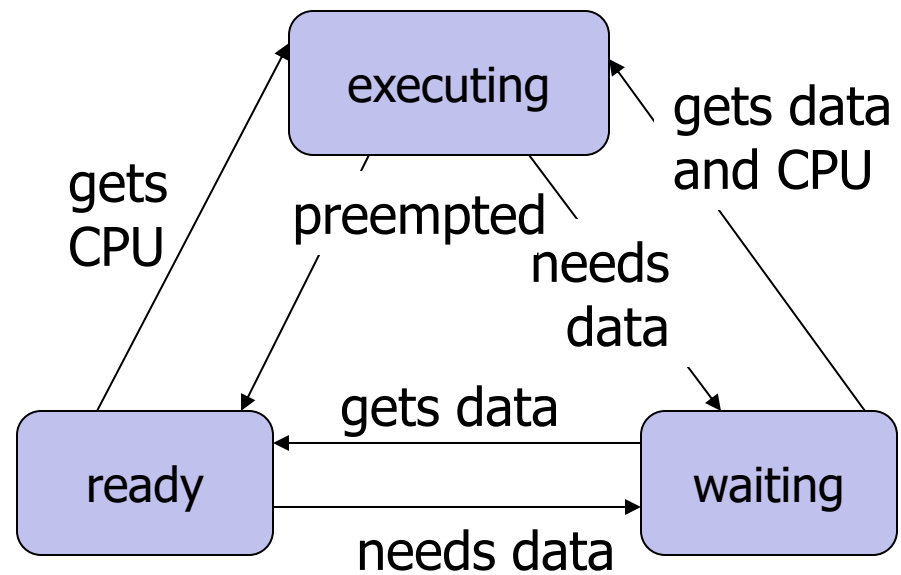 executing
gets data
and CPU
gets
CPU
preempted
needs
data
gets data
ready
waiting
needs data